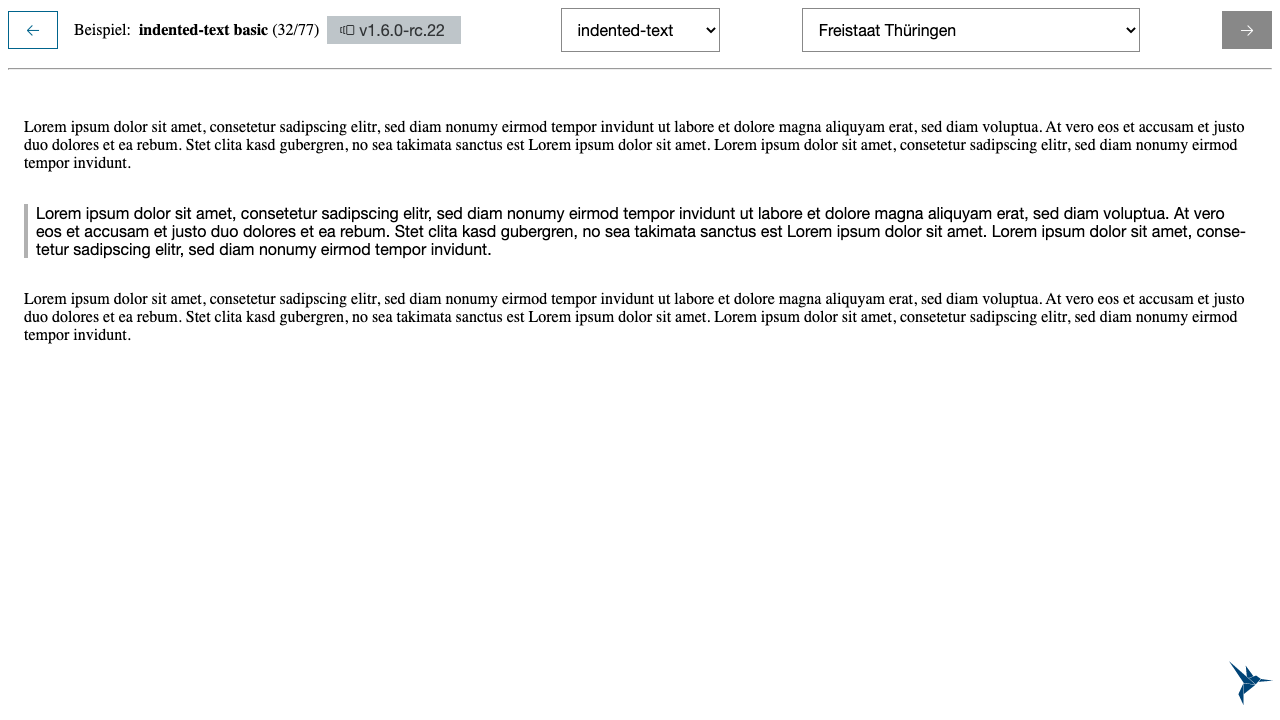 Beispiel: indented-text basic (32/77) v1.6.0-rc.22 indented-text Freistaat Thüringen
Lorem ipsum dolor sit amet, consetetur sadipscing elitr, sed diam nonumy eirmod tempor invidunt ut labore et dolore magna aliquyam erat, sed diam voluptua. At vero eos et accusam et justo
duo dolores et ea rebum. Stet clita kasd gubergren, no sea takimata sanctus est Lorem ipsum dolor sit amet. Lorem ipsum dolor sit amet, consetetur sadipscing elitr, sed diam nonumy eirmod
tempor invidunt.
Lorem ipsum dolor sit amet, consetetur sadipscing elitr, sed diam nonumy eirmod tempor invidunt ut labore et dolore magna aliquyam erat, sed diam voluptua. At vero
eos et accusam et justo duo dolores et ea rebum. Stet clita kasd gubergren, no sea takimata sanctus est Lorem ipsum dolor sit amet. Lorem ipsum dolor sit amet, conse-
tetur sadipscing elitr, sed diam nonumy eirmod tempor invidunt.
Lorem ipsum dolor sit amet, consetetur sadipscing elitr, sed diam nonumy eirmod tempor invidunt ut labore et dolore magna aliquyam erat, sed diam voluptua. At vero eos et accusam et justo
duo dolores et ea rebum. Stet clita kasd gubergren, no sea takimata sanctus est Lorem ipsum dolor sit amet. Lorem ipsum dolor sit amet, consetetur sadipscing elitr, sed diam nonumy eirmod
tempor invidunt.